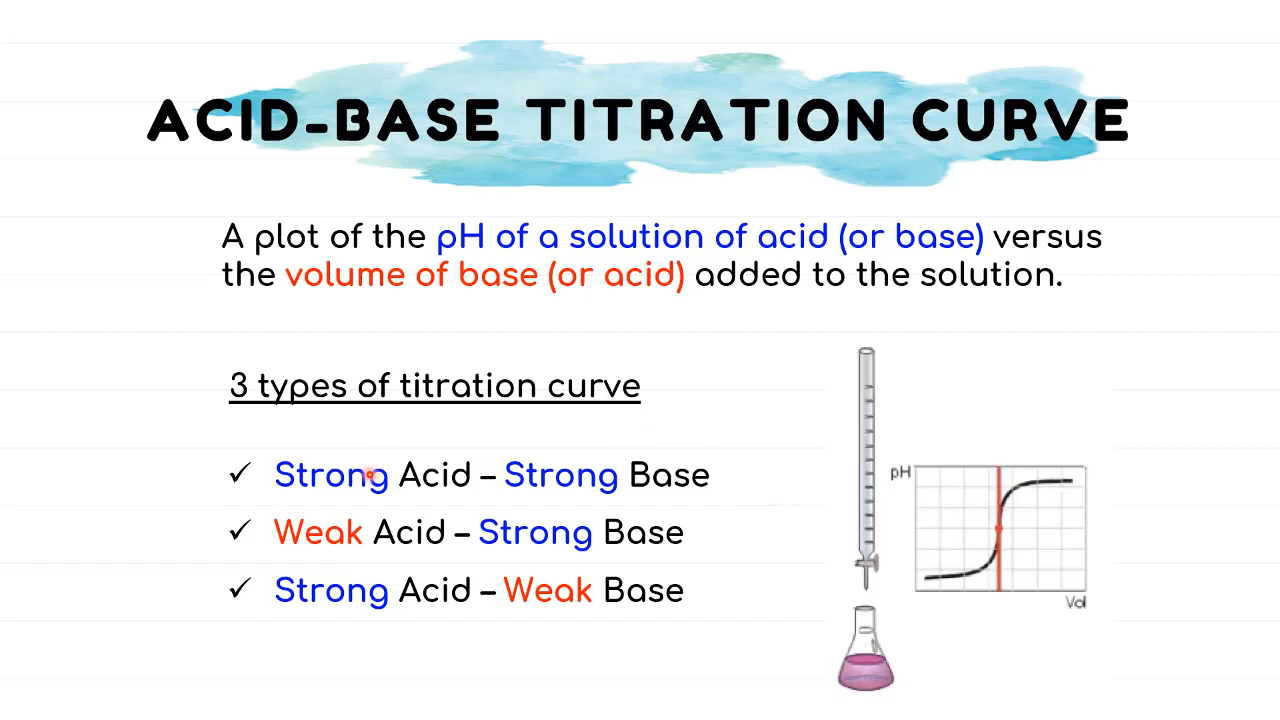 ACID-BASE TITRATION CURVE
A plot of the pH of a solution of acid (or base) versus
the volume of base (or acid) added to the solution.
3 types of titration curve
✓ Strong Acid – Strong Base
✓ Weak Acid – Strong Base
✓ Strong Acid – Weak Base
pH
Vol